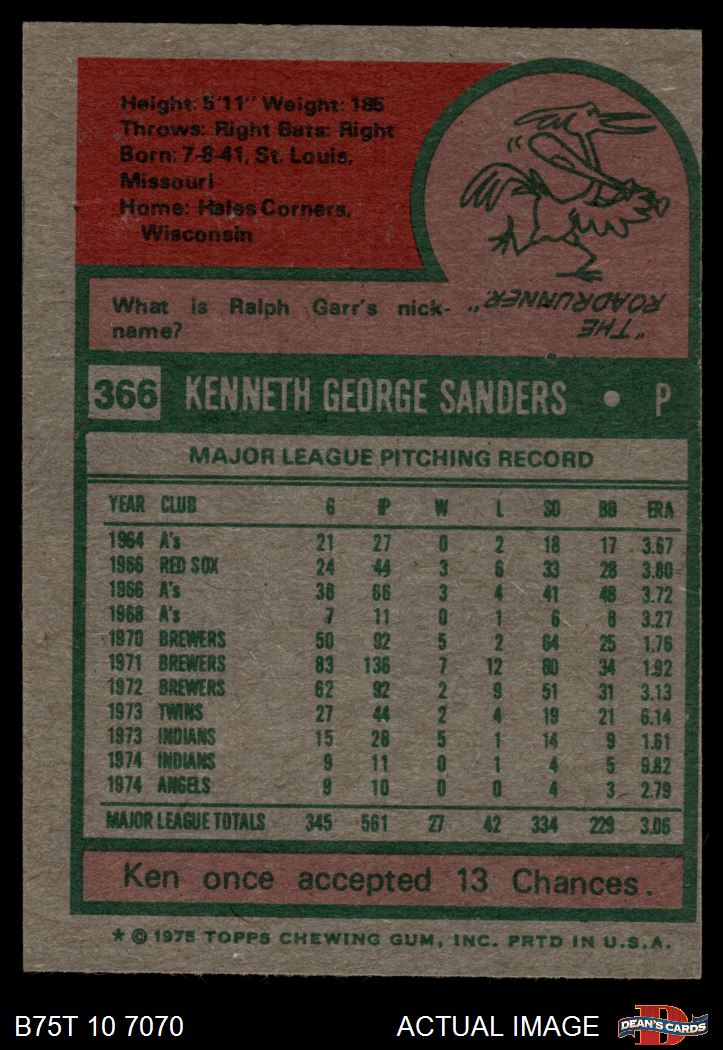 Height: 5'11" Weight: 185
Throws: Right Bats: Right
Born: 7-8-41, St. Louis,
Missouri
Home: Hales Corners,
Wisconsin
"THE
ROADRUNNER."
What is Ralph Garr's nick-
name?
366 KENNETH GEORGE SANDERS • P
MAJOR LEAGUE PITCHING RECORD
YEAR CLUB G IP W L SO BB ERA
1964 A's 21 27 0 2 18 17 3.67
1966 RED SOX 24 44 3 6 33 28 3.80
1966 A's 38 66 3 4 41 48 3.72
1968 A's 7 11 0 1 6 8 3.27
1970 BREWERS 50 92 5 2 64 25 1.76
1971 BREWERS 83 136 7 12 80 34 1.92
1972 BREWERS 62 92 2 9 51 31 3.13
1973 TWINS 27 44 2 4 19 21 6.14
1973 INDIANS 15 28 5 1 14 9 1.61
1974 INDIANS 9 11 0 1 4 5 9.82
1974 ANGELS 9 10 0 0 4 3 2.79
MAJOR LEAGUE TOTALS 345 561 27 42 334 229 3.06
Ken once accepted 13 Chances.
* © 1975 TOPPS CHEWING GUM, INC. PRTD IN U.S.A.
B75T 10 7070 ACTUAL IMAGE D DEAN'S CARDS